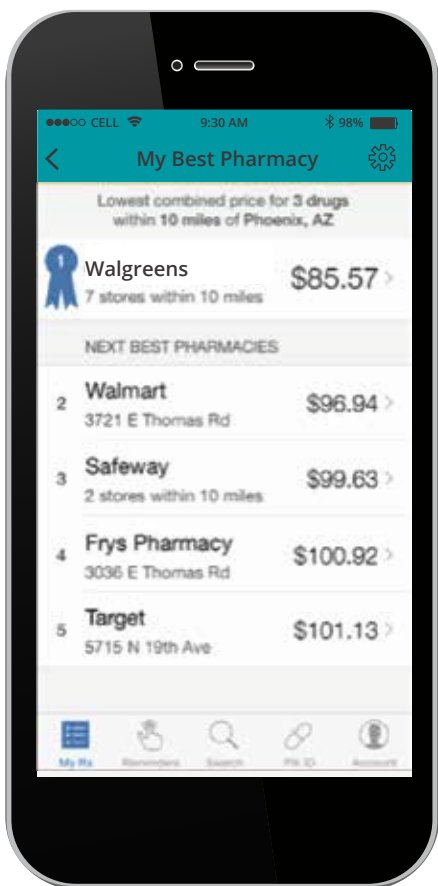 CELL 9:30 AM 98%
My Best Pharmacy
Lowest combined price for 3 drugs
within 10 miles of Phoenix, AZ
1
Walgreens $85.57
7 stores within 10 miles
NEXT BEST PHARMACIES
2 Walmart $96.94
3721 E Thomas Rd
3 Safeway $99.63
2 stores within 10 miles
4 Frys Pharmacy $100.92
3036 E Thomas Rd
5 Target $101.13
5715 N 19th Ave
My Rx Reminders Search Pill ID Account